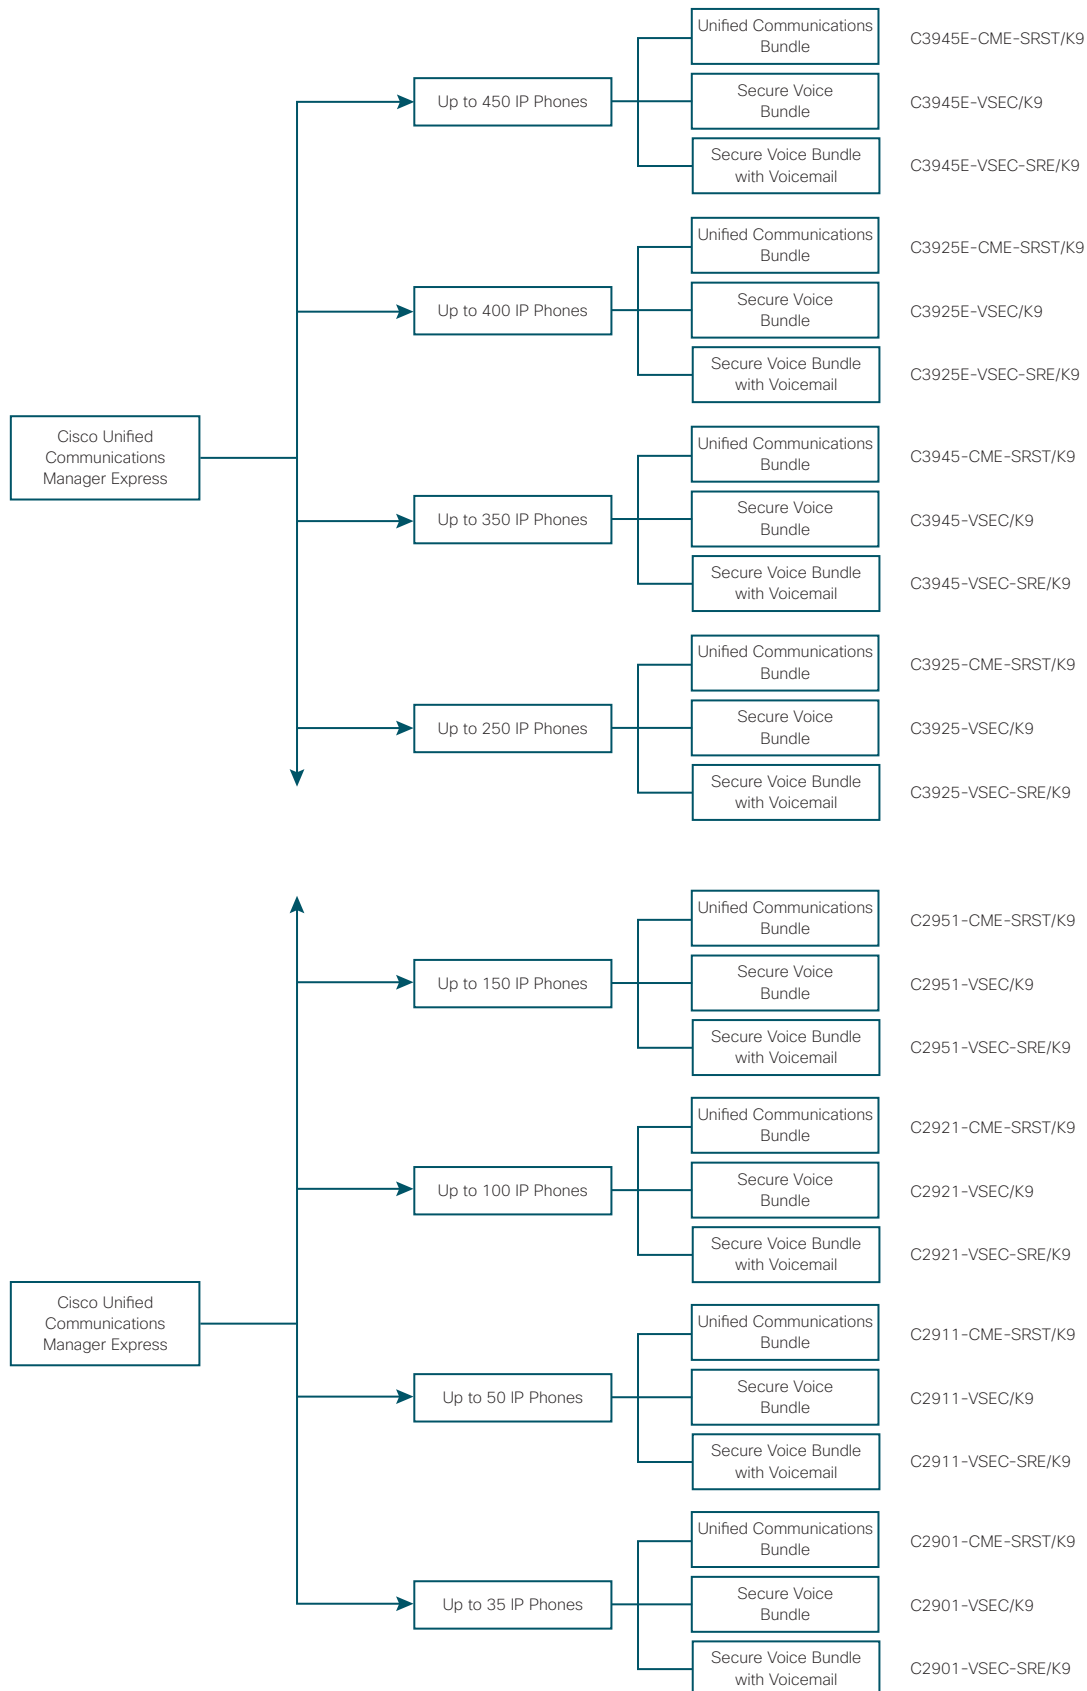 Cisco Unified
Communications
Manager Express
Up to 450 IP Phones
Unified Communications
Bundle
C3945E-CME-SRST/K9
Secure Voice
Bundle
C3945E-VSEC/K9
Secure Voice Bundle
with Voicemail
C3945E-VSEC-SRE/K9
Up to 400 IP Phones
Unified Communications
Bundle
C3925E-CME-SRST/K9
Secure Voice
Bundle
C3925E-VSEC/K9
Secure Voice Bundle
with Voicemail
C3925E-VSEC-SRE/K9
Up to 350 IP Phones
Unified Communications
Bundle
C3945-CME-SRST/K9
Secure Voice
Bundle
C3945-VSEC/K9
Secure Voice Bundle
with Voicemail
C3945-VSEC-SRE/K9
Up to 250 IP Phones
Unified Communications
Bundle
C3925-CME-SRST/K9
Secure Voice
Bundle
C3925-VSEC/K9
Secure Voice Bundle
with Voicemail
C3925-VSEC-SRE/K9
Cisco Unified
Communications
Manager Express
Up to 150 IP Phones
Unified Communications
Bundle
C2951-CME-SRST/K9
Secure Voice
Bundle
C2951-VSEC/K9
Secure Voice Bundle
with Voicemail
C2951-VSEC-SRE/K9
Up to 100 IP Phones
Unified Communications
Bundle
C2921-CME-SRST/K9
Secure Voice
Bundle
C2921-VSEC/K9
Secure Voice Bundle
with Voicemail
C2921-VSEC-SRE/K9
Up to 50 IP Phones
Unified Communications
Bundle
C2911-CME-SRST/K9
Secure Voice
Bundle
C2911-VSEC/K9
Secure Voice Bundle
with Voicemail
C2911-VSEC-SRE/K9
Up to 35 IP Phones
Unified Communications
Bundle
C2901-CME-SRST/K9
Secure Voice
Bundle
C2901-VSEC/K9
Secure Voice Bundle
with Voicemail
C2901-VSEC-SRE/K9